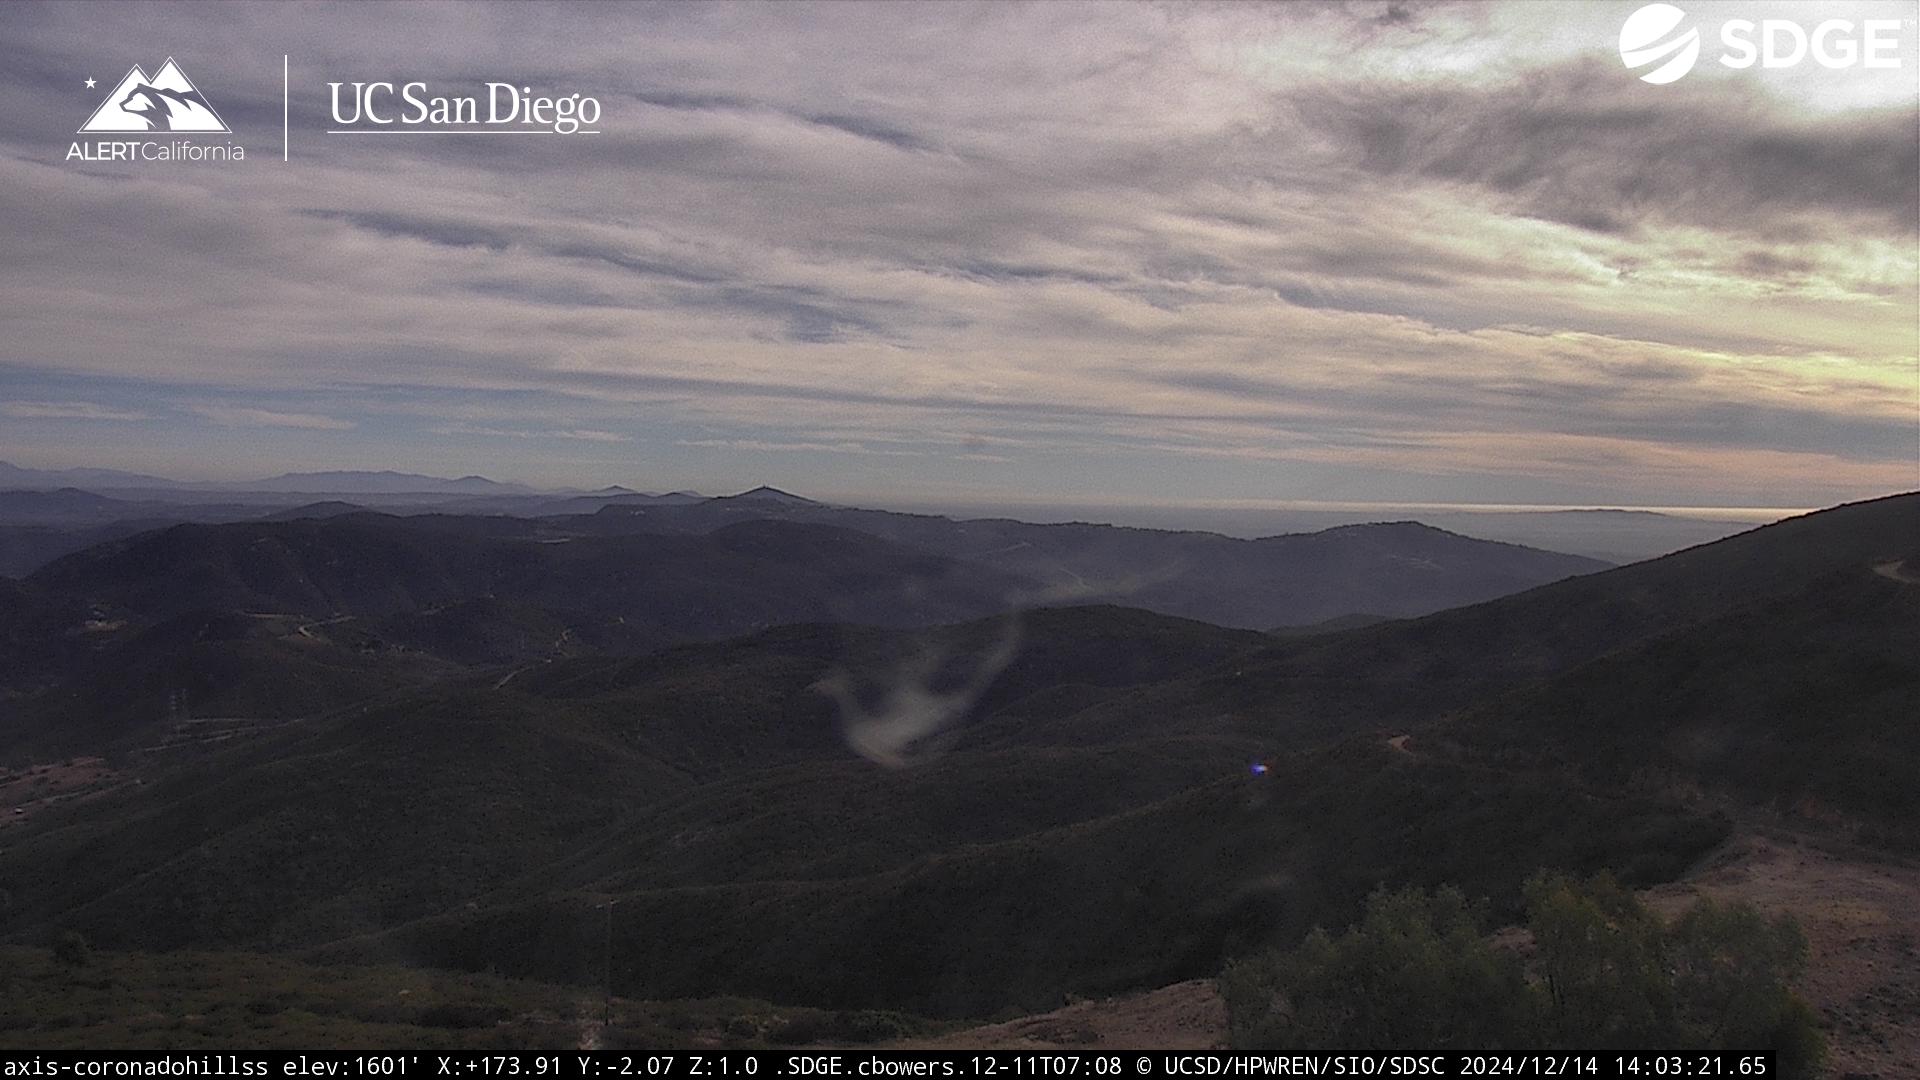 ALERTCalifornia
UC San Diego
SDGE™
axis-coronadohillss elev:1601' X:+173.91 Y:-2.07 Z:1.0 .SDGE.cbowers.12-11T07:08 © UCSD/HPWREN/SIO/SDSC 2024/12/14 14:03:21.65